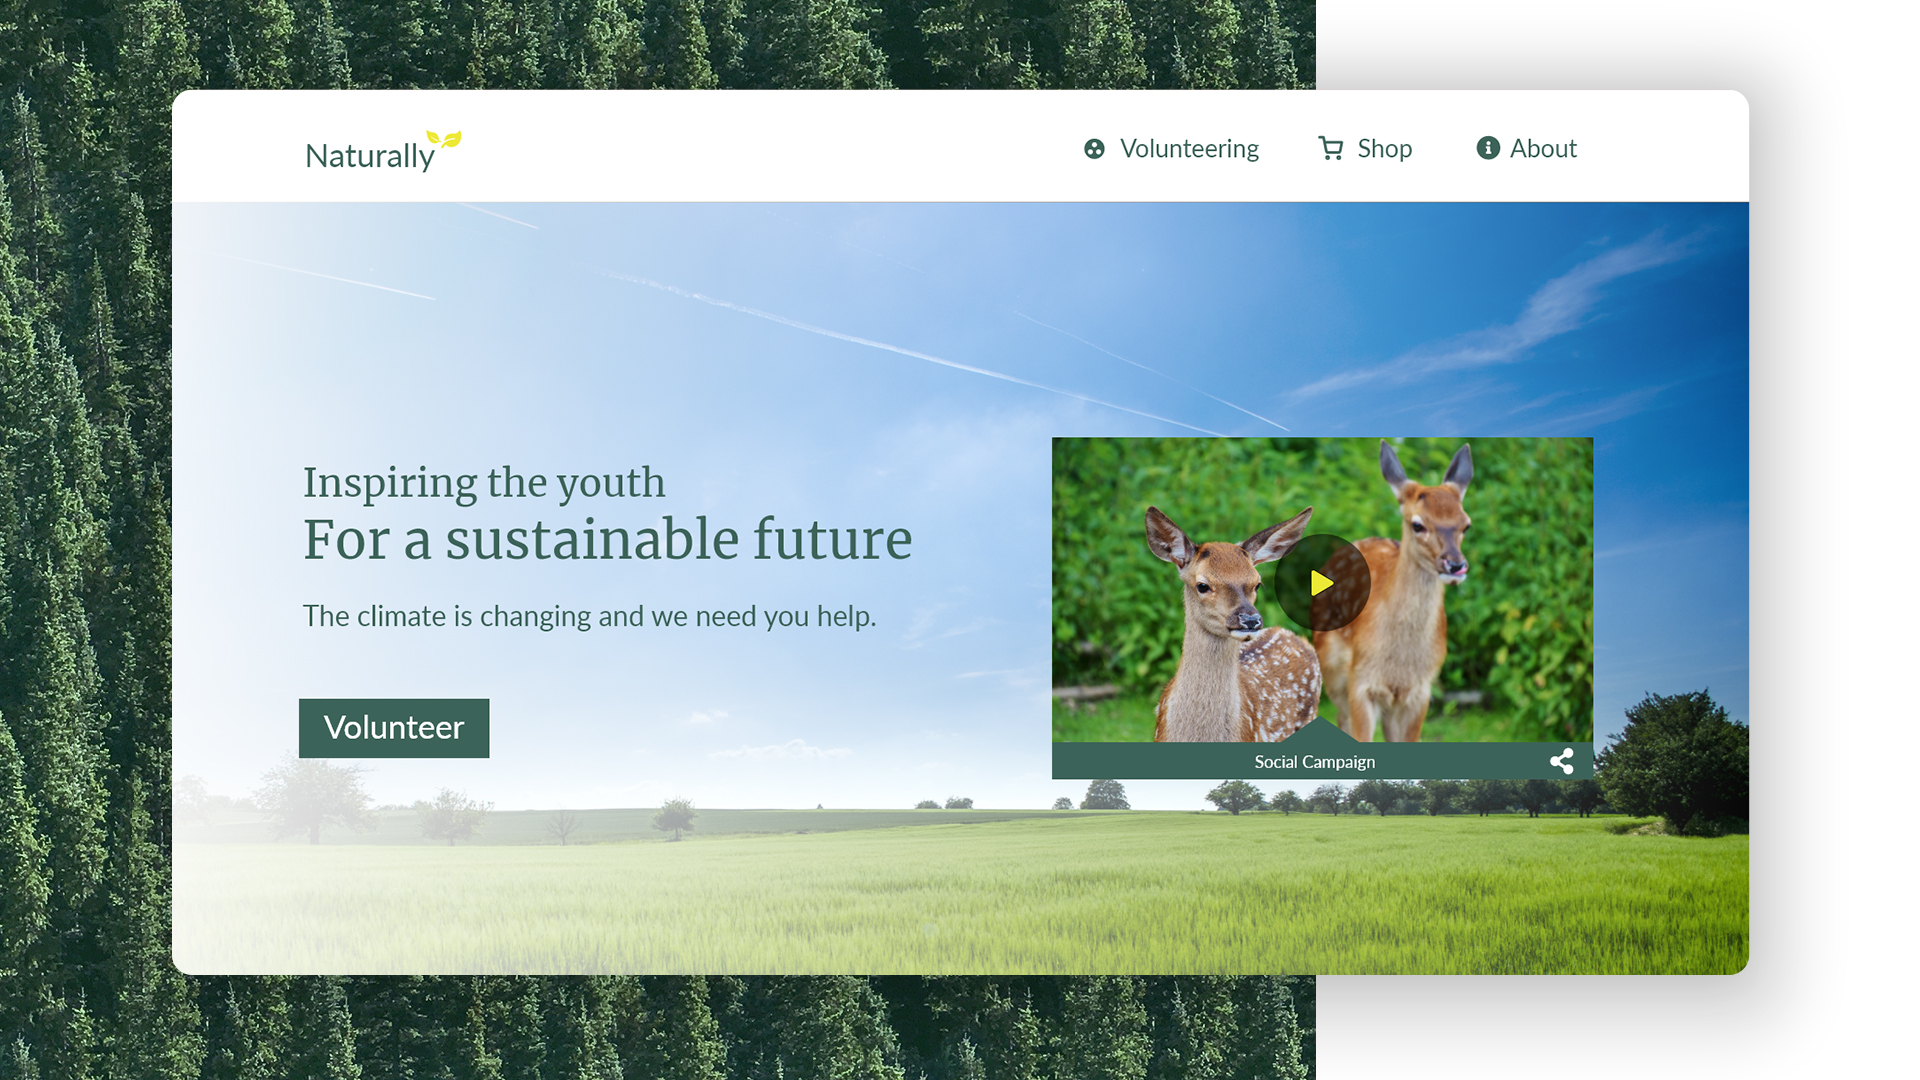 Naturally
Volunteering
Shop
About
Inspiring the youth
For a sustainable future
The climate is changing and we need you help.
Volunteer
Social Campaign